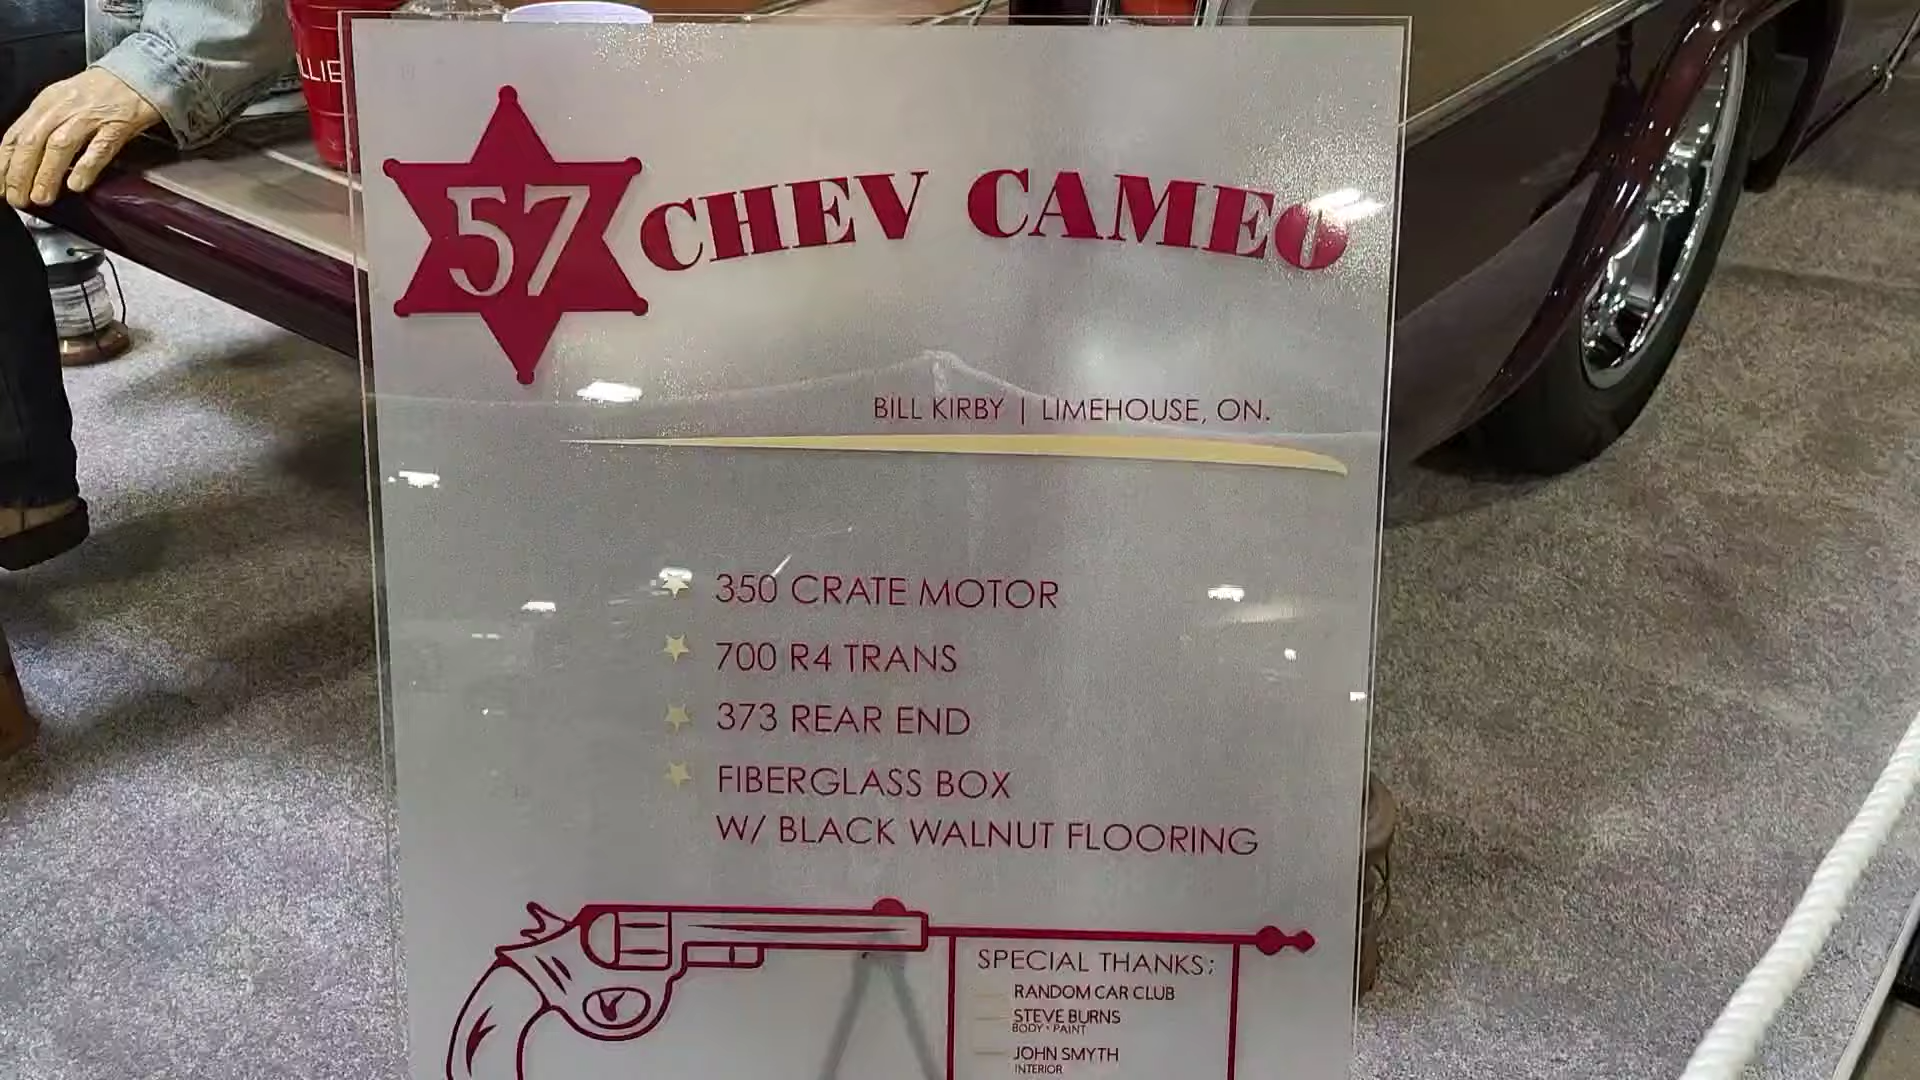 LLIE
57 CHEV CAMEO
BILL KIRBY | LIMEHOUSE, ON.
350 CRATE MOTOR
700 R4 TRANS
373 REAR END
FIBERGLASS BOX
W/ BLACK WALNUT FLOORING
SPECIAL THANKS:
RANDOM CAR CLUB
STEVE BURNS
BODY • PAINT
JOHN SMYTH
INTERIOR